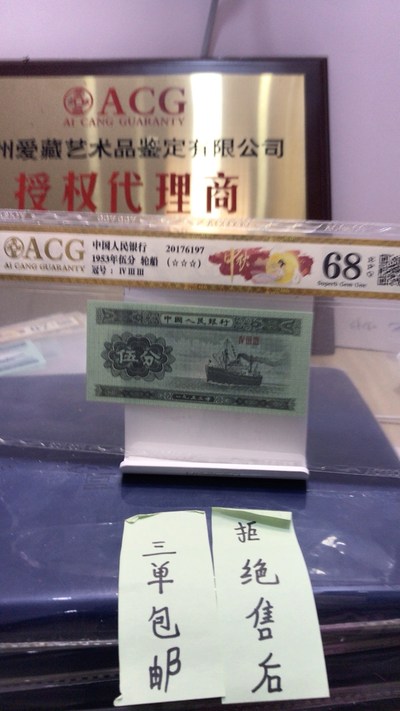 ACG
AI CANG GUARANTY
州爱藏艺术品鉴定有限公司
授权代理商
ACG
AI CANG GUARANTY
中国人民银行
1953年伍分 轮船
冠号：ⅣⅢⅢ
20176197
(☆☆☆)
68
Superb Gem Unc
中国人民银行
ⅣⅢⅢ
伍分
一九五三年
三单包邮
拒绝售后